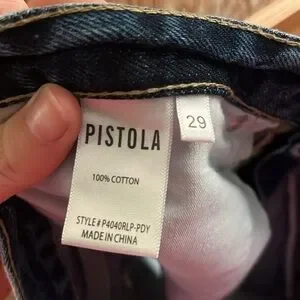 PISTOLA
29
100% COTTON
STYLE# P4040RLP-PDY
MADE IN CHINA